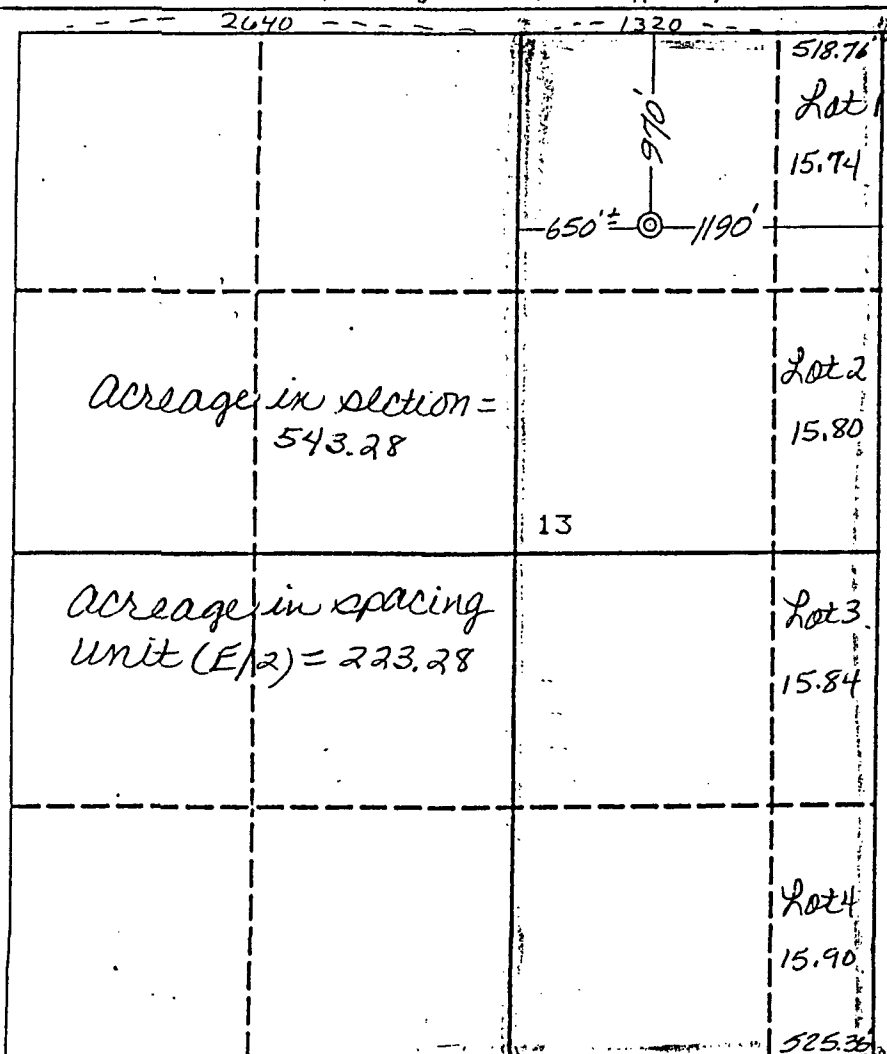 2640
1320
518.76'
Lot 1
15.74
970'
650'± 1190'
Lot 2
15.80
Acreage in section =
543.28
13
Acreage in spacing
Unit (E/2) = 223.28
Lot 3
15.84
Lot 4
15.90
525.36'